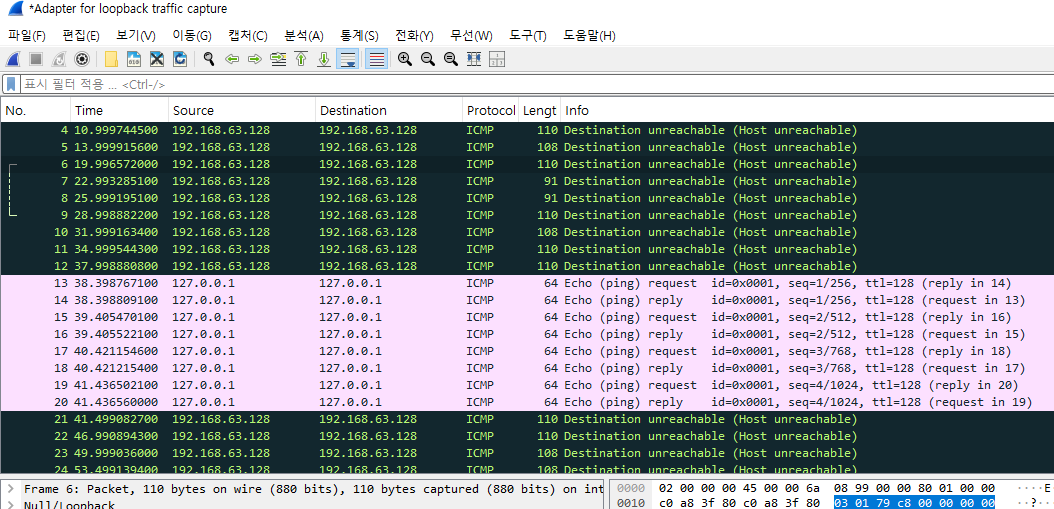 *Adapter for loopback traffic capture
파일(F) 편집(E) 보기(V) 이동(G) 캡처(C) 분석(A) 통계(S) 전화(Y) 무선(W) 도구(T) 도움말(H)
표시 필터 적용 … <Ctrl-/>
No. Time Source Destination Protocol Lengt Info
4 10.999744500 192.168.63.128 192.168.63.128 ICMP 110 Destination unreachable (Host unreachable)
5 13.999915600 192.168.63.128 192.168.63.128 ICMP 108 Destination unreachable (Host unreachable)
6 19.996572000 192.168.63.128 192.168.63.128 ICMP 110 Destination unreachable (Host unreachable)
7 22.993285100 192.168.63.128 192.168.63.128 ICMP 91 Destination unreachable (Host unreachable)
8 25.999195100 192.168.63.128 192.168.63.128 ICMP 91 Destination unreachable (Host unreachable)
9 28.998882200 192.168.63.128 192.168.63.128 ICMP 110 Destination unreachable (Host unreachable)
10 31.999163400 192.168.63.128 192.168.63.128 ICMP 108 Destination unreachable (Host unreachable)
11 34.999544300 192.168.63.128 192.168.63.128 ICMP 110 Destination unreachable (Host unreachable)
12 37.998880800 192.168.63.128 192.168.63.128 ICMP 110 Destination unreachable (Host unreachable)
13 38.398767100 127.0.0.1 127.0.0.1 ICMP 64 Echo (ping) request id=0x0001, seq=1/256, ttl=128 (reply in 14)
14 38.398809100 127.0.0.1 127.0.0.1 ICMP 64 Echo (ping) reply id=0x0001, seq=1/256, ttl=128 (request in 13)
15 39.405470100 127.0.0.1 127.0.0.1 ICMP 64 Echo (ping) request id=0x0001, seq=2/512, ttl=128 (reply in 16)
16 39.405522100 127.0.0.1 127.0.0.1 ICMP 64 Echo (ping) reply id=0x0001, seq=2/512, ttl=128 (request in 15)
17 40.421154600 127.0.0.1 127.0.0.1 ICMP 64 Echo (ping) request id=0x0001, seq=3/768, ttl=128 (reply in 18)
18 40.421215400 127.0.0.1 127.0.0.1 ICMP 64 Echo (ping) reply id=0x0001, seq=3/768, ttl=128 (request in 17)
19 41.436502100 127.0.0.1 127.0.0.1 ICMP 64 Echo (ping) request id=0x0001, seq=4/1024, ttl=128 (reply in 20)
20 41.436560000 127.0.0.1 127.0.0.1 ICMP 64 Echo (ping) reply id=0x0001, seq=4/1024, ttl=128 (request in 19)
21 41.499082700 192.168.63.128 192.168.63.128 ICMP 110 Destination unreachable (Host unreachable)
22 46.990894300 192.168.63.128 192.168.63.128 ICMP 110 Destination unreachable (Host unreachable)
23 49.999036000 192.168.63.128 192.168.63.128 ICMP 108 Destination unreachable (Host unreachable)
24 53.499139400 192.168.63.128 192.168.63.128 ICMP 108 Destination unreachable (Host unreachable)
Frame 6: Packet, 110 bytes on wire (880 bits), 110 bytes captured (880 bits) on int
Null/Loopback
0000 02 00 00 00 45 00 00 6a 08 99 00 00 80 01 00 00 ····E
0010 c0 a8 3f 80 c0 a8 3f 80 03 01 79 c8 00 00 00 00 ··?·